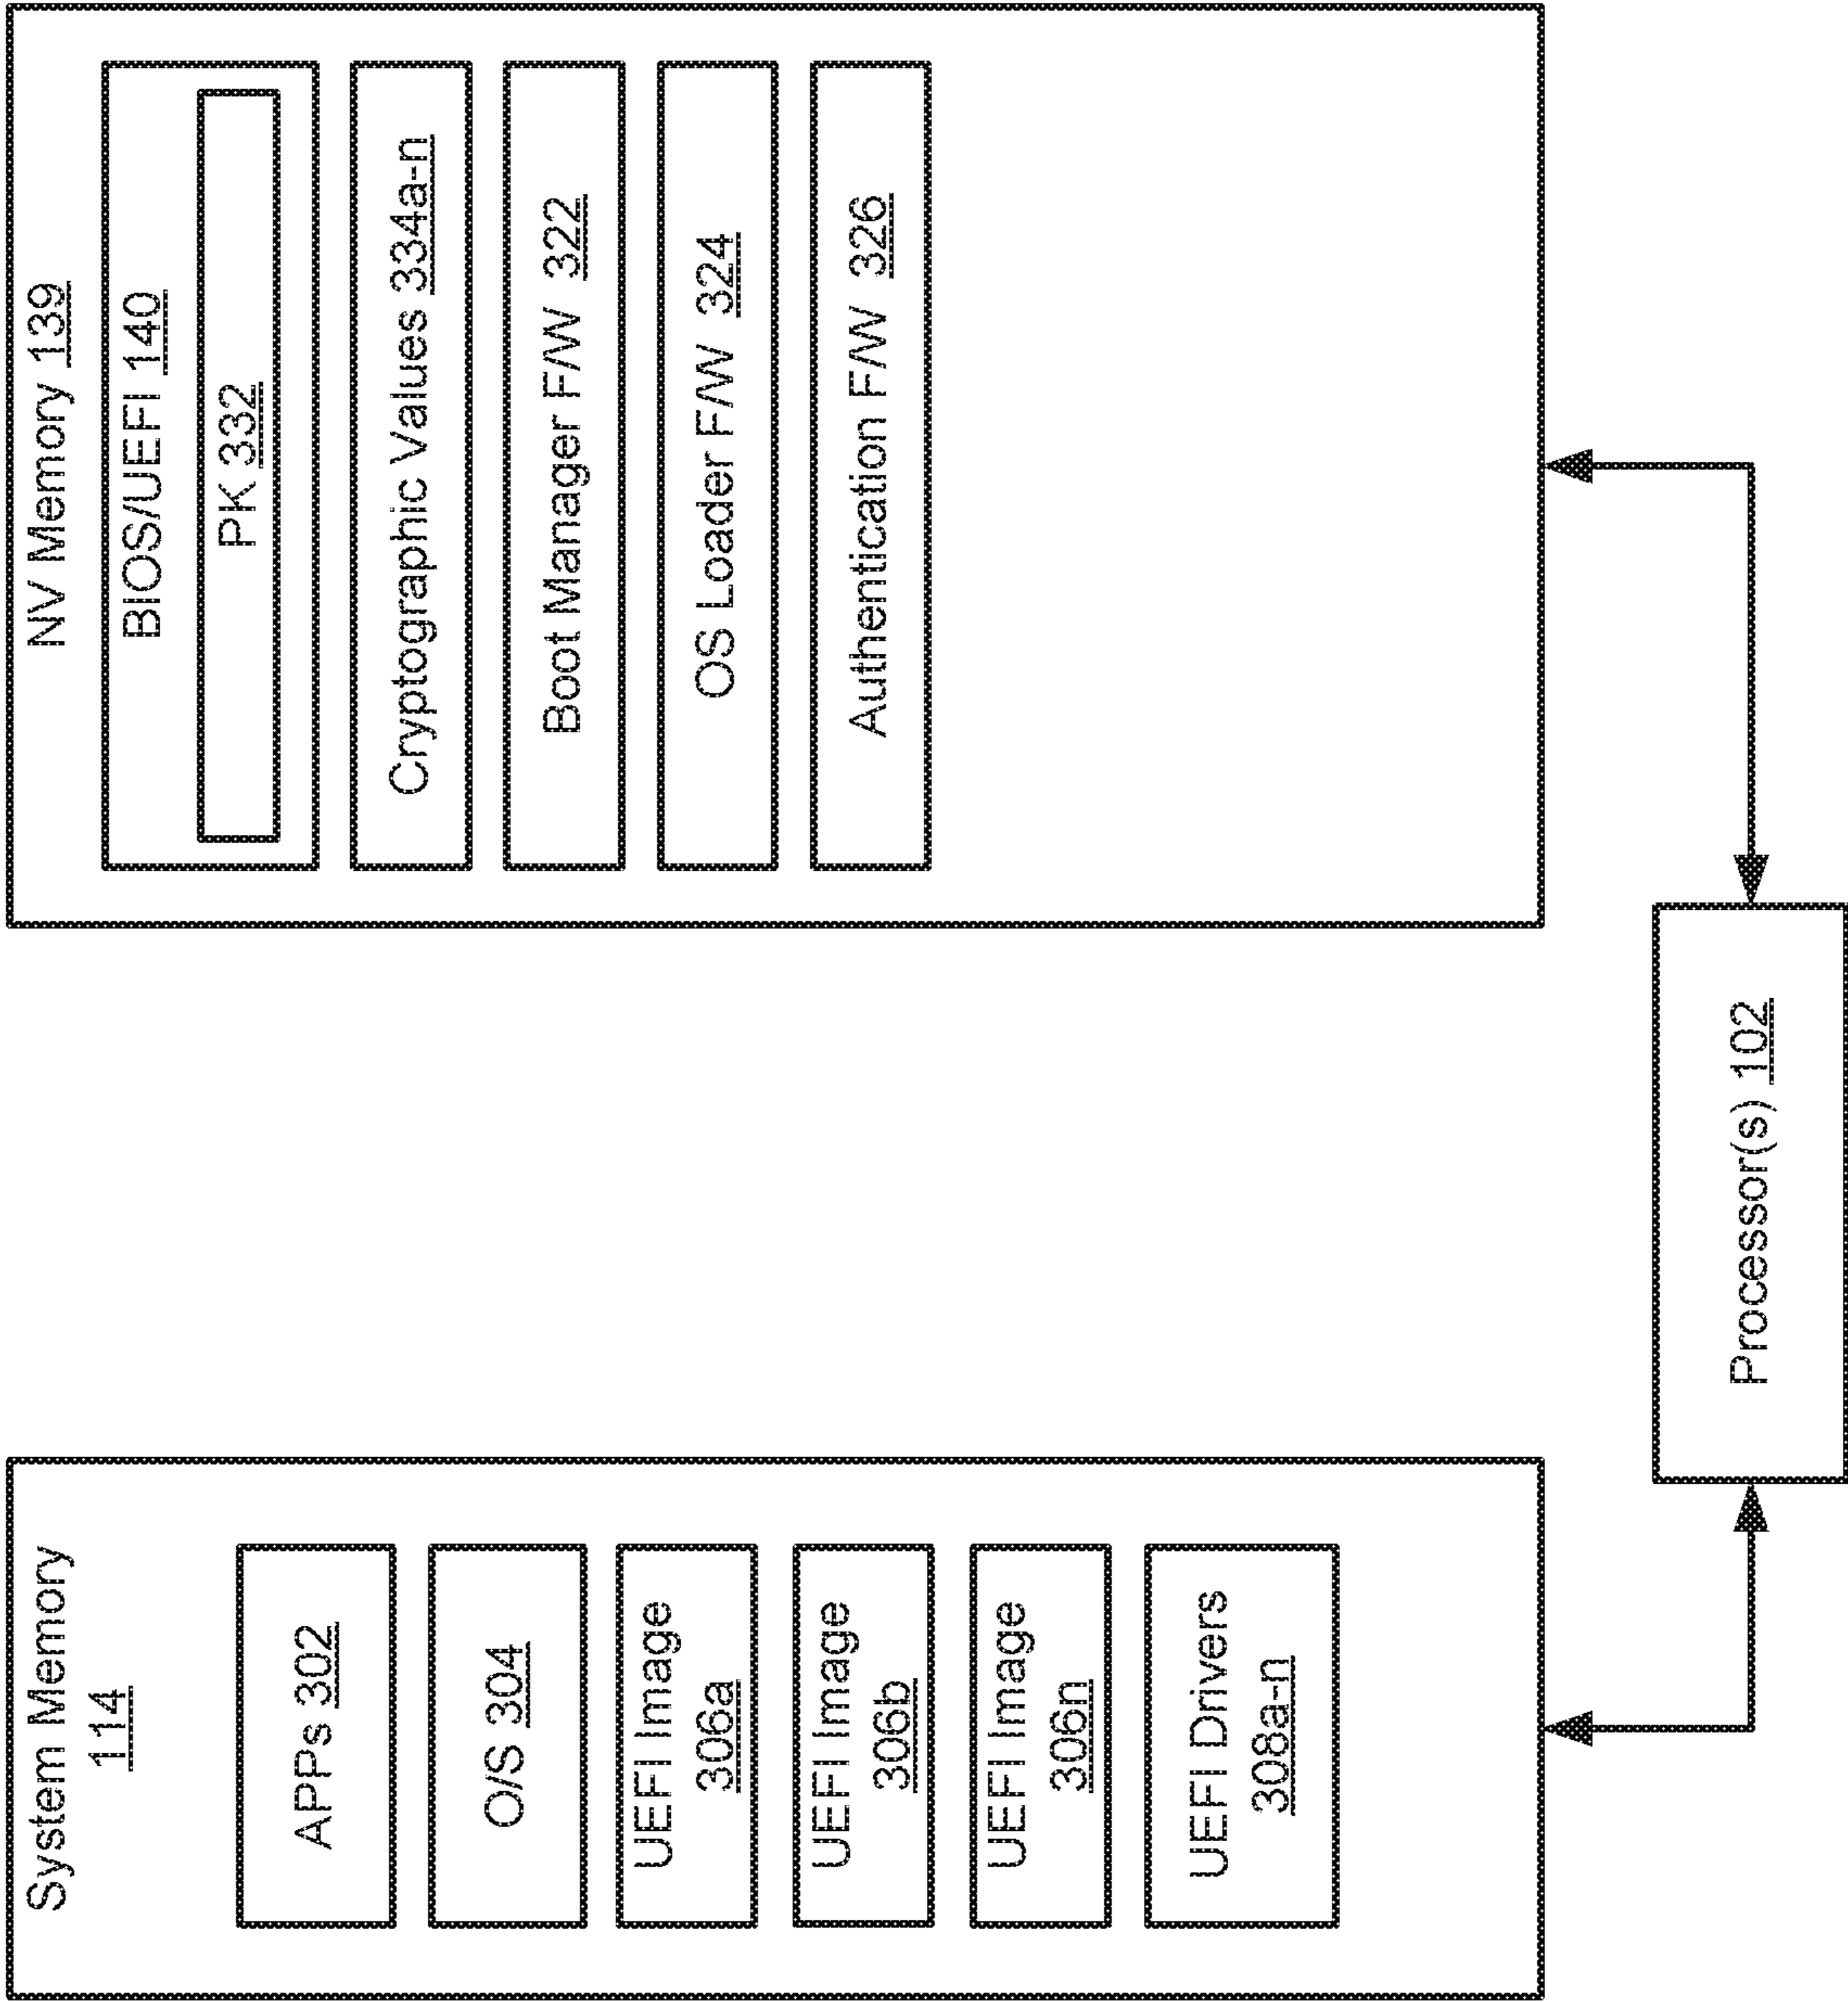 System Memory
114
APPs 302
O/S 304
UEFI Image
306a
UEFI Image
306b
UEFI Image
306n
UEFI Drivers
308a-n
NV Memory 139
BIOS/UEFI 140
PK 332
Cryptographic Values 334a-n
Boot Manager F/W 322
OS Loader F/W 324
Authentication F/W 326
Processor(s) 102